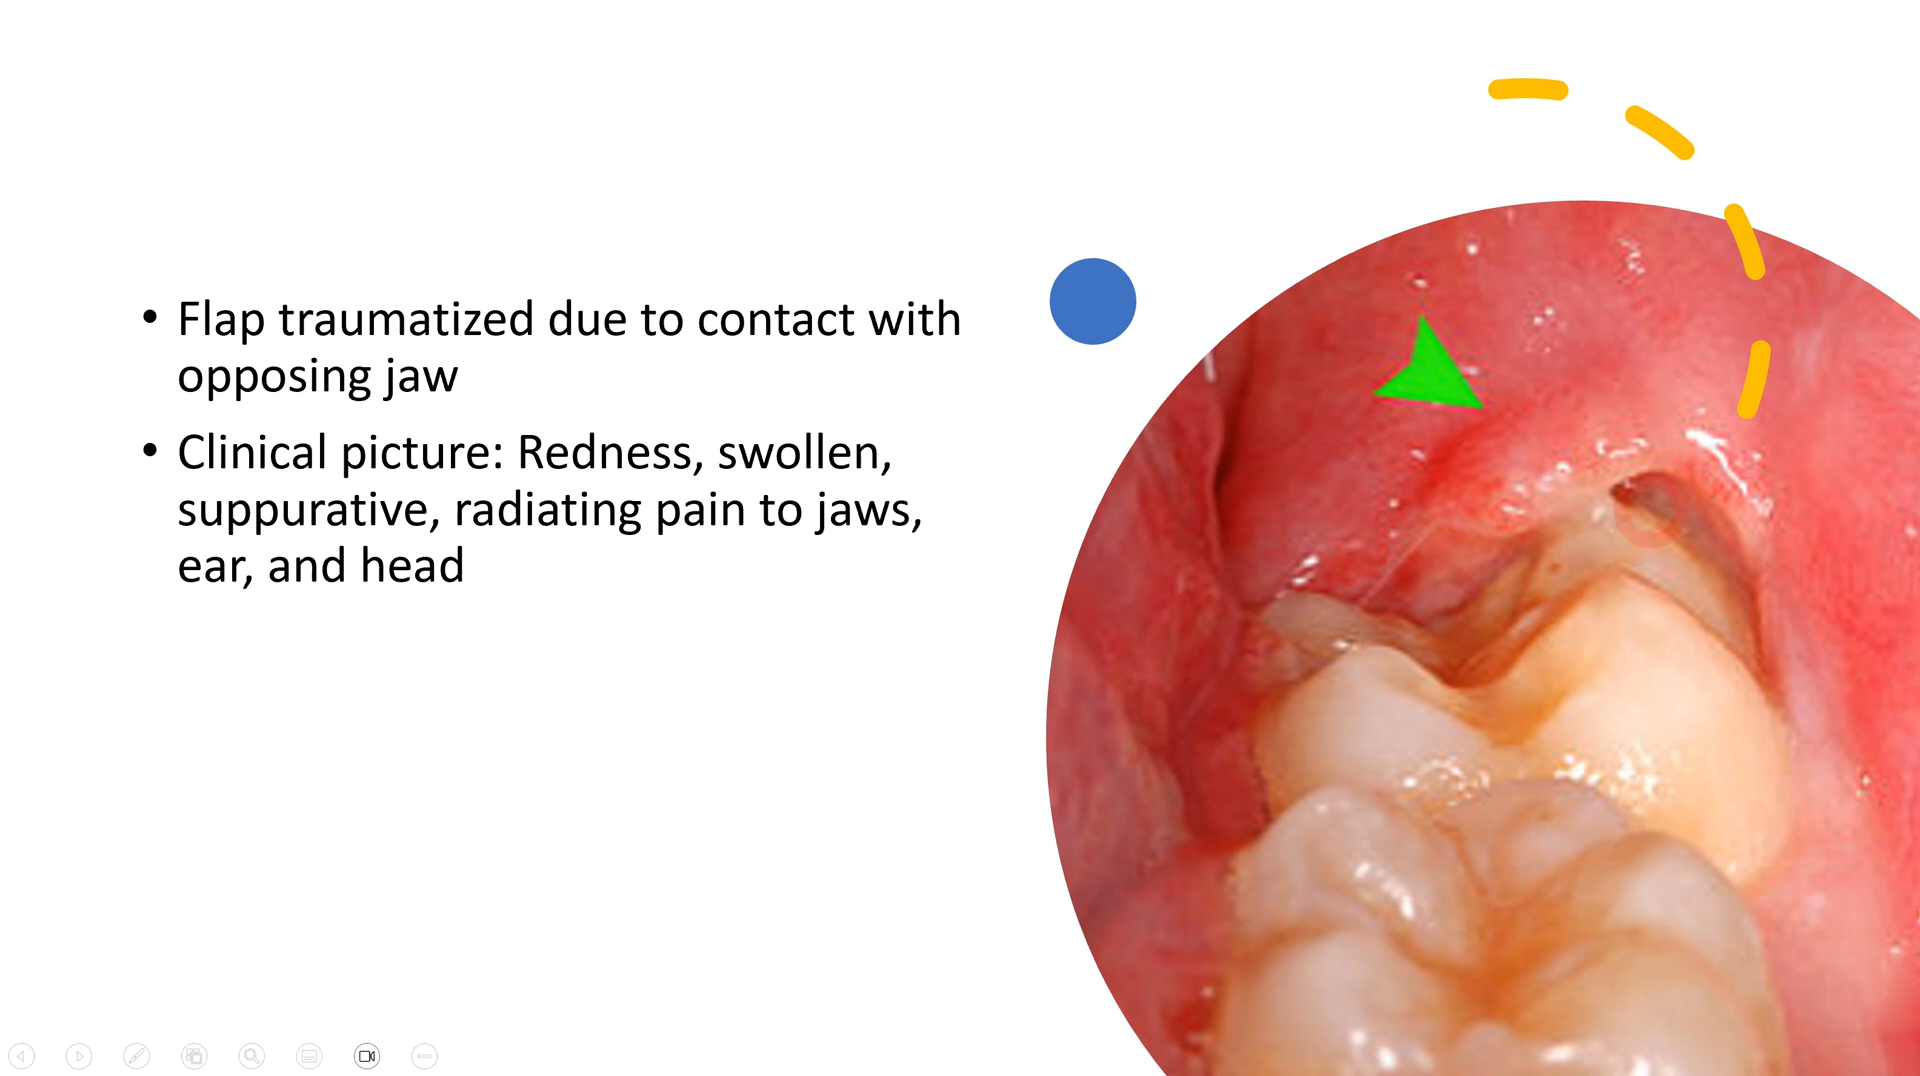 • Flap traumatized due to contact with
opposing jaw
• Clinical picture: Redness, swollen,
suppurative, radiating pain to jaws,
ear, and head